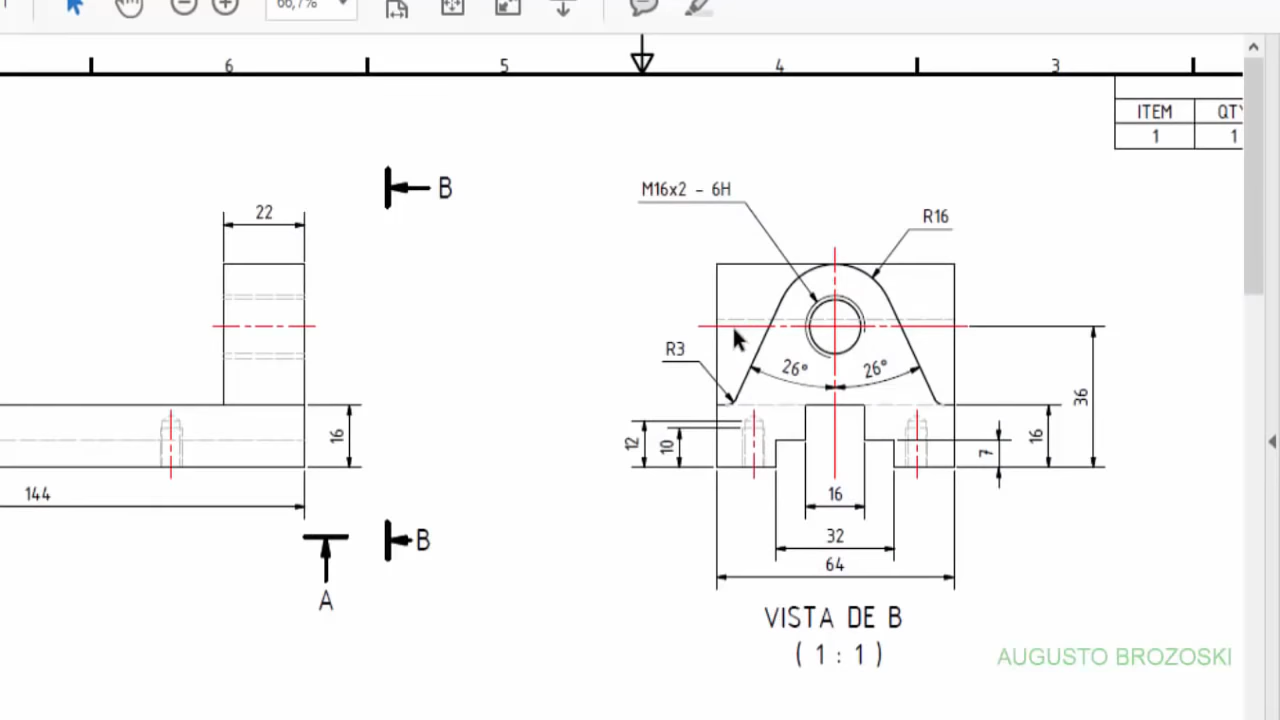 66,7%
6
5
4
3
ITEM
QTY
1
1
B
M16x2 - 6H
22
R16
R3
26°
26°
36
16
12
10
16
7
144
16
32
B
64
A
VISTA DE B
( 1 : 1 )
AUGUSTO BROZOSKI